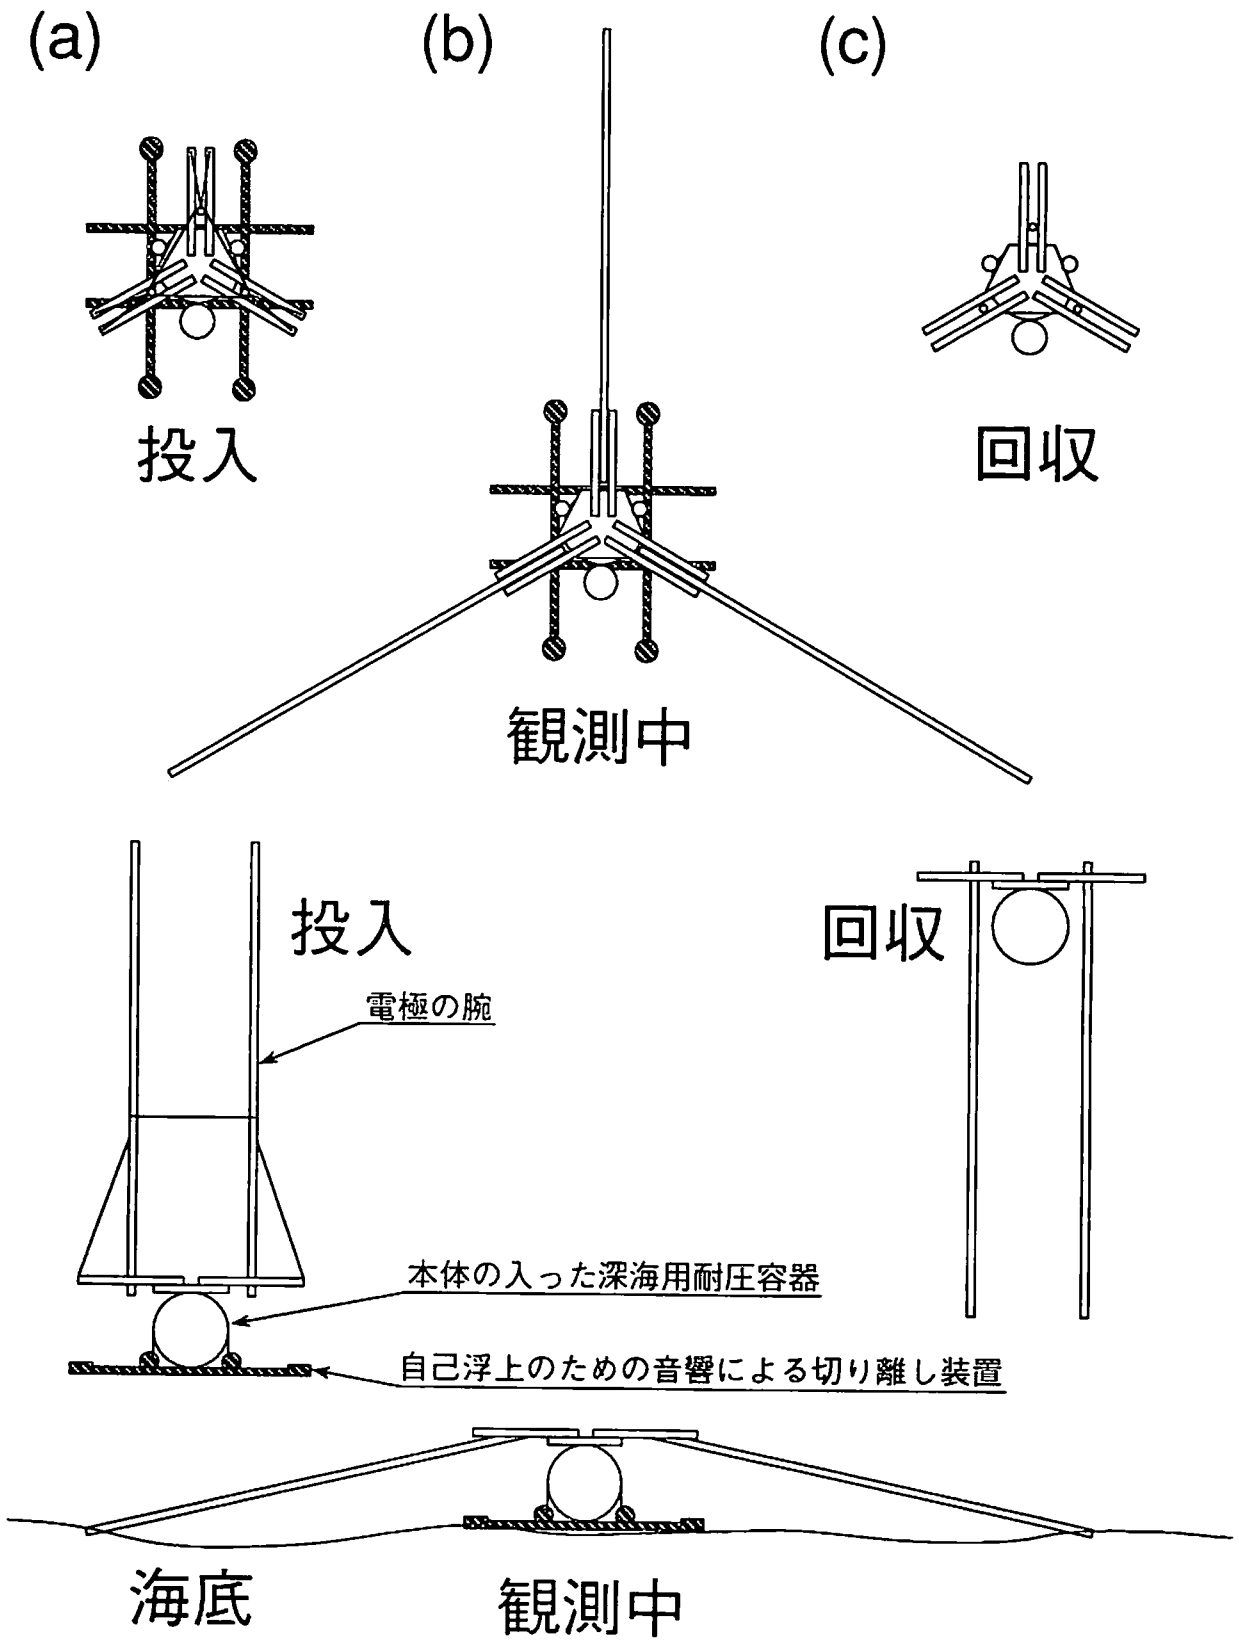 (a)
(b)
(c)
投入
回収
観測中
投入
回収
電極の腕
本体の入った深海用耐圧容器
自己浮上のための音響による切り離し装置
海底
観測中